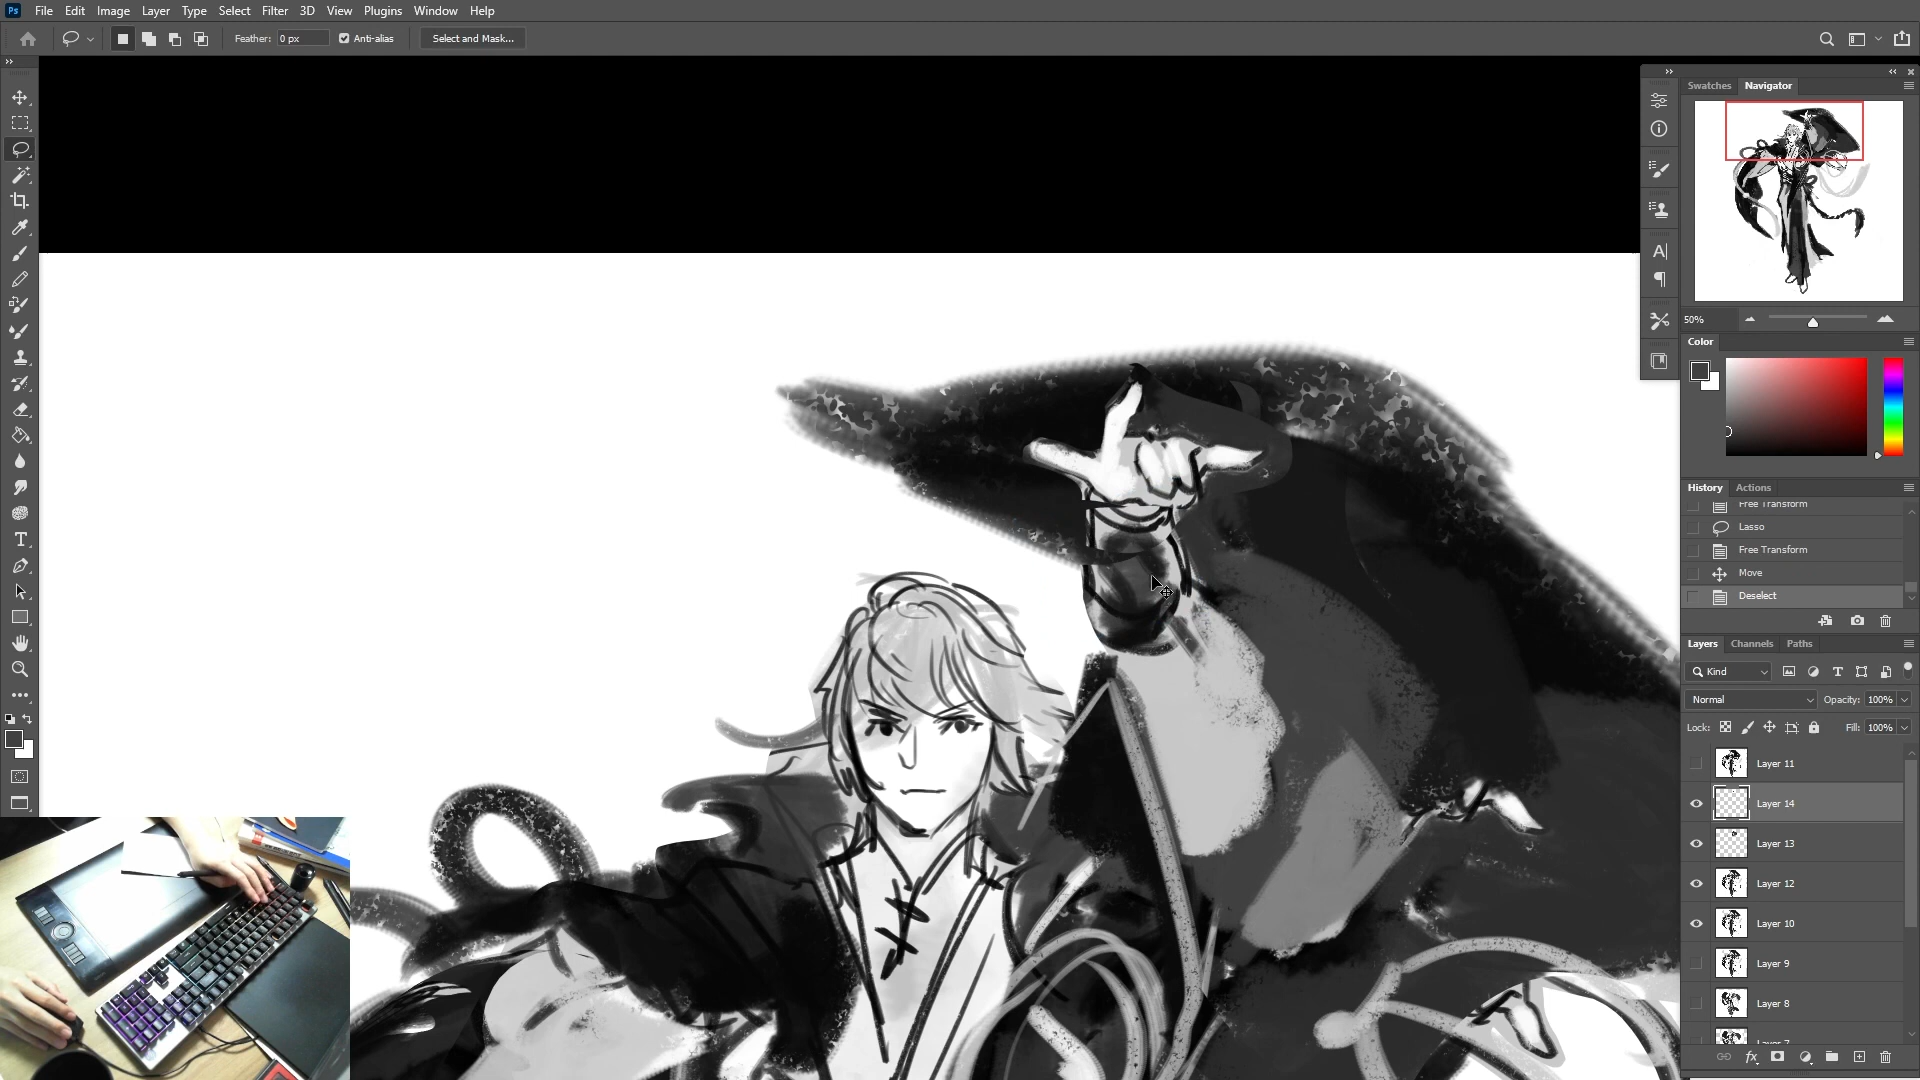 Ps File Edit Image Layer Type Select Filter 3D View Plugins Window Help
Feather: 0 px Anti-alias Select and Mask...
Swatches Navigator
50%
Color
History Actions
Free Transform
Lasso
Free Transform
Move
Deselect
Layers Channels Paths
Kind
Normal Opacity: 100%
Lock: Fill: 100%
Layer 11
Layer 14
Layer 13
Layer 12
Layer 10
Layer 9
Layer 8
Layer 7